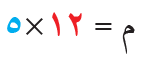 م = ١٢ × ٥